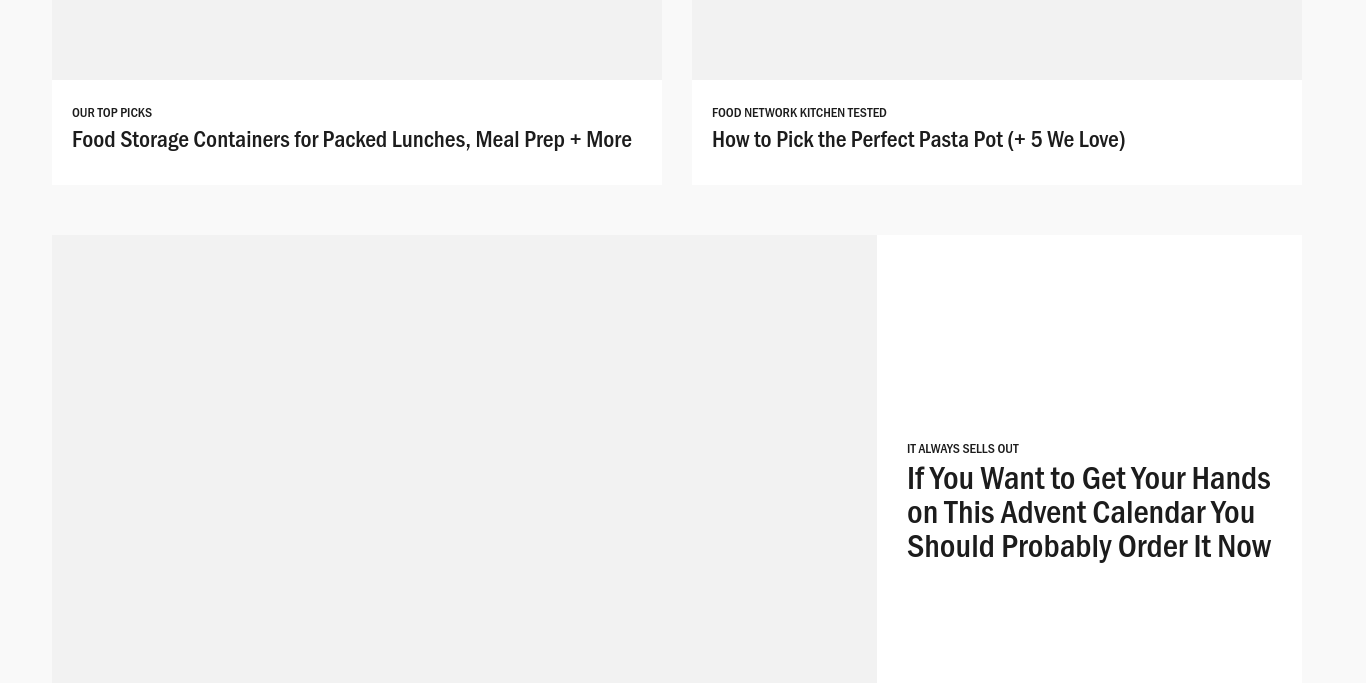 OUR TOP PICKS
Food Storage Containers for Packed Lunches, Meal Prep + More
FOOD NETWORK KITCHEN TESTED
How to Pick the Perfect Pasta Pot (+ 5 We Love)
IT ALWAYS SELLS OUT
If You Want to Get Your Hands
on This Advent Calendar You
Should Probably Order It Now